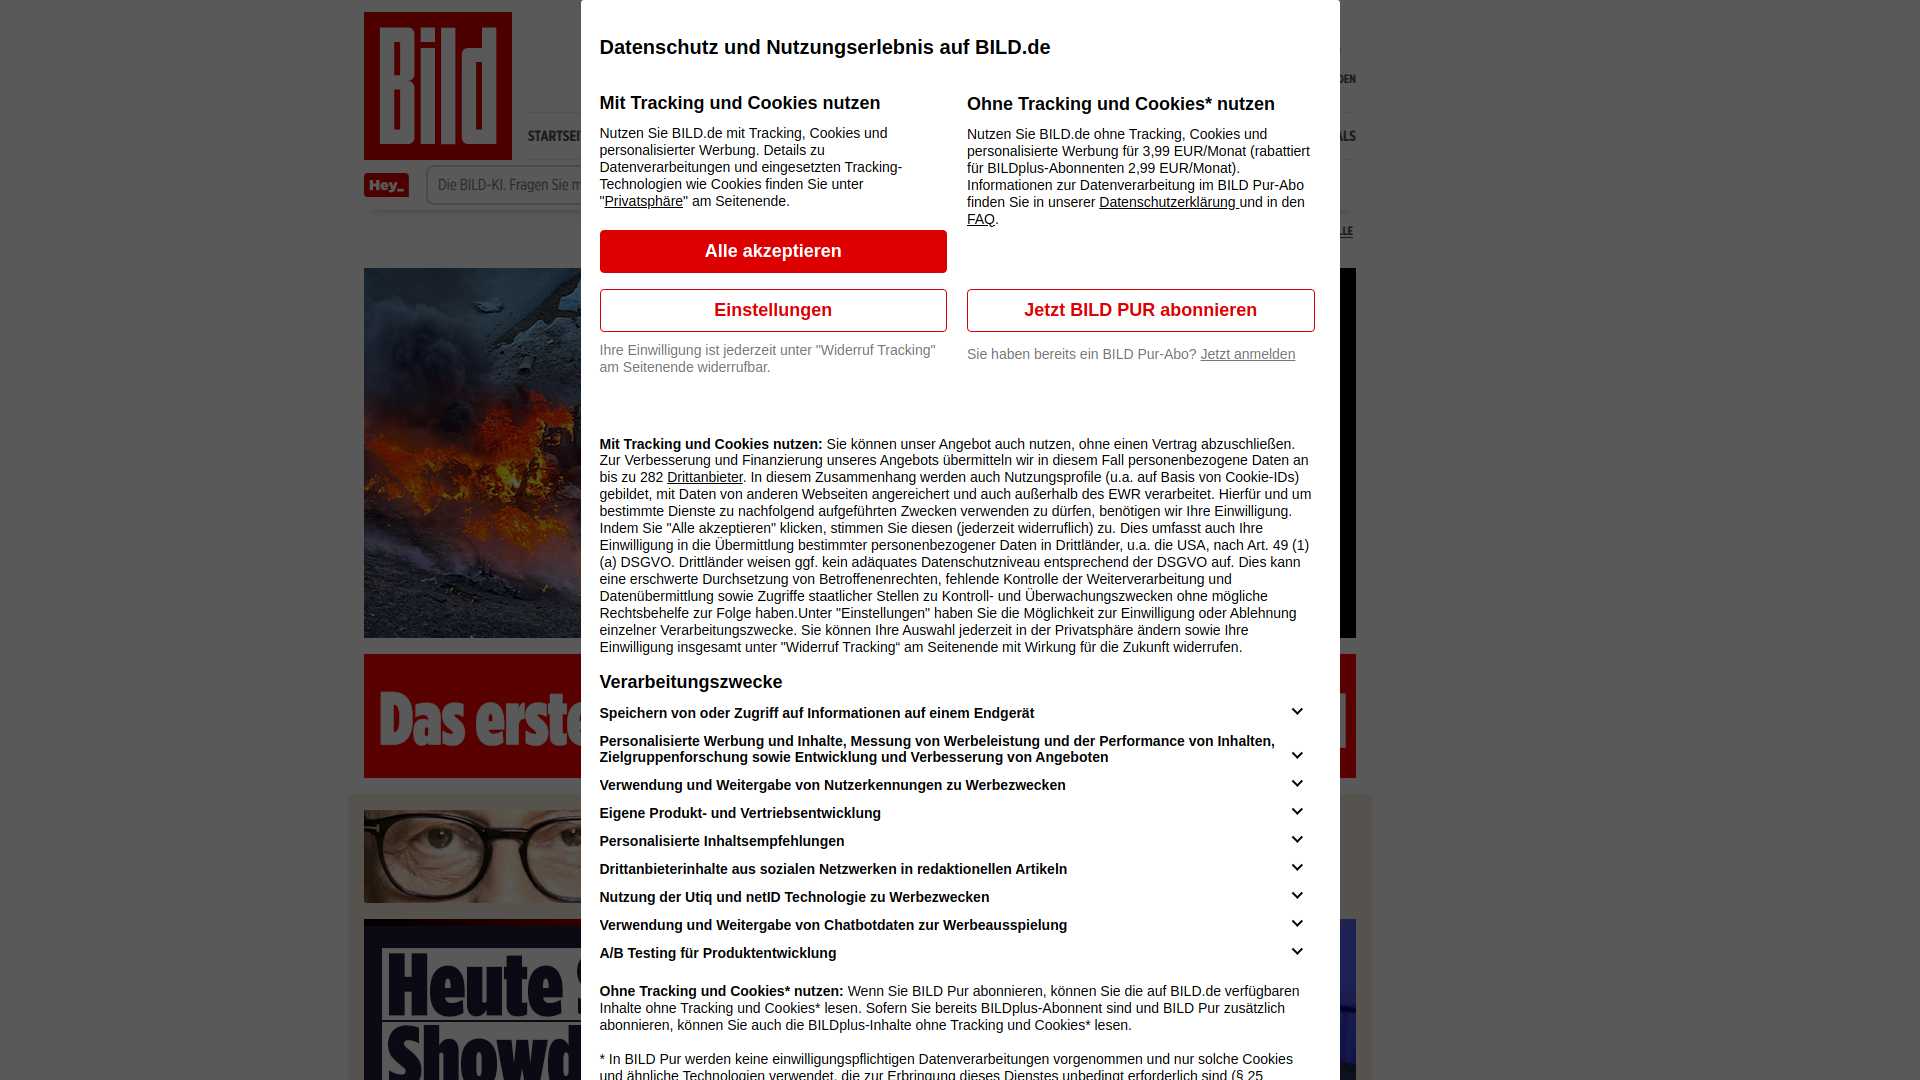 Datenschutz und Nutzungserlebnis auf BILD.de
Mit Tracking und Cookies nutzen
Nutzen Sie BILD.de mit Tracking, Cookies und
personalisierter Werbung. Details zu
Datenverarbeitungen und eingesetzten Tracking-
Technologien wie Cookies finden Sie unter
"Privatsphäre" am Seitenende.
Alle akzeptieren
Einstellungen
Ihre Einwilligung ist jederzeit unter "Widerruf Tracking"
am Seitenende widerrufbar.
Ohne Tracking und Cookies* nutzen
Nutzen Sie BILD.de ohne Tracking, Cookies und
personalisierte Werbung für 3,99 EUR/Monat (rabattiert
für BILDplus-Abonnenten 2,99 EUR/Monat).
Informationen zur Datenverarbeitung im BILD Pur-Abo
finden Sie in unserer Datenschutzerklärung und in den
FAQ.
Jetzt BILD PUR abonnieren
Sie haben bereits ein BILD Pur-Abo? Jetzt anmelden
Mit Tracking und Cookies nutzen: Sie können unser Angebot auch nutzen, ohne einen Vertrag abzuschließen.
Zur Verbesserung und Finanzierung unseres Angebots übermitteln wir in diesem Fall personenbezogene Daten an
bis zu 282 Drittanbieter. In diesem Zusammenhang werden auch Nutzungsprofile (u.a. auf Basis von Cookie-IDs)
gebildet, mit Daten von anderen Webseiten angereichert und auch außerhalb des EWR verarbeitet. Hierfür und um
bestimmte Dienste zu nachfolgend aufgeführten Zwecken verwenden zu dürfen, benötigen wir Ihre Einwilligung.
Indem Sie "Alle akzeptieren" klicken, stimmen Sie diesen (jederzeit widerruflich) zu. Dies umfasst auch Ihre
Einwilligung in die Übermittlung bestimmter personenbezogener Daten in Drittländer, u.a. die USA, nach Art. 49 (1)
(a) DSGVO. Drittländer weisen ggf. kein adäquates Datenschutzniveau entsprechend der DSGVO auf. Dies kann
eine erschwerte Durchsetzung von Betroffenenrechten, fehlende Kontrolle der Weiterverarbeitung und
Datenübermittlung sowie Zugriffe staatlicher Stellen zu Kontroll- und Überwachungszwecken ohne mögliche
Rechtsbehelfe zur Folge haben.Unter "Einstellungen" haben Sie die Möglichkeit zur Einwilligung oder Ablehnung
einzelner Verarbeitungszwecke. Sie können Ihre Auswahl jederzeit in der Privatsphäre ändern sowie Ihre
Einwilligung insgesamt unter "Widerruf Tracking“ am Seitenende mit Wirkung für die Zukunft widerrufen.
Verarbeitungszwecke
Speichern von oder Zugriff auf Informationen auf einem Endgerät
Personalisierte Werbung und Inhalte, Messung von Werbeleistung und der Performance von Inhalten,
Zielgruppenforschung sowie Entwicklung und Verbesserung von Angeboten
Verwendung und Weitergabe von Nutzerkennungen zu Werbezwecken
Eigene Produkt- und Vertriebsentwicklung
Personalisierte Inhaltsempfehlungen
Drittanbieterinhalte aus sozialen Netzwerken in redaktionellen Artikeln
Nutzung der Utiq und netID Technologie zu Werbezwecken
Verwendung und Weitergabe von Chatbotdaten zur Werbeausspielung
A/B Testing für Produktentwicklung
Ohne Tracking und Cookies* nutzen: Wenn Sie BILD Pur abonnieren, können Sie die auf BILD.de verfügbaren
Inhalte ohne Tracking und Cookies* lesen. Sofern Sie bereits BILDplus-Abonnent sind und BILD Pur zusätzlich
abonnieren, können Sie auch die BILDplus-Inhalte ohne Tracking und Cookies* lesen.
* In BILD Pur werden keine einwilligungspflichtigen Datenverarbeitungen vorgenommen und nur solche Cookies
und ähnliche Technologien verwendet, die zur Erbringung dieses Dienstes unbedingt erforderlich sind (§ 25
Bild
STARTSEI
Hey_
Die BILD-KI. Fragen Sie m
DEN
ALS
LLE
Das erste
Heute
Showd